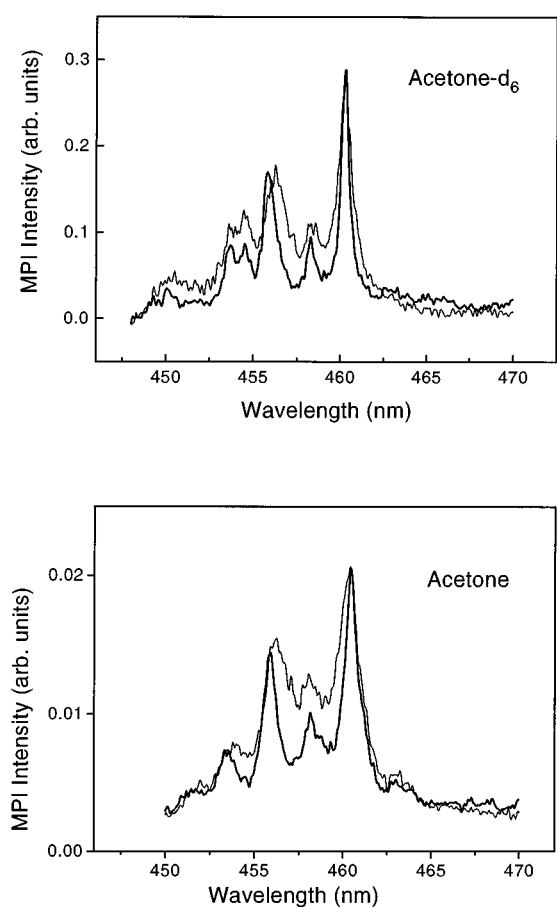 MPI Intensity (arb. units)
0.3
0.2
0.1
0.0
Acetone-d6
450 455 460 465 470
Wavelength (nm)
MPI Intensity (arb. units)
0.02
0.01
0.00
Acetone
450 455 460 465 470
Wavelength (nm)